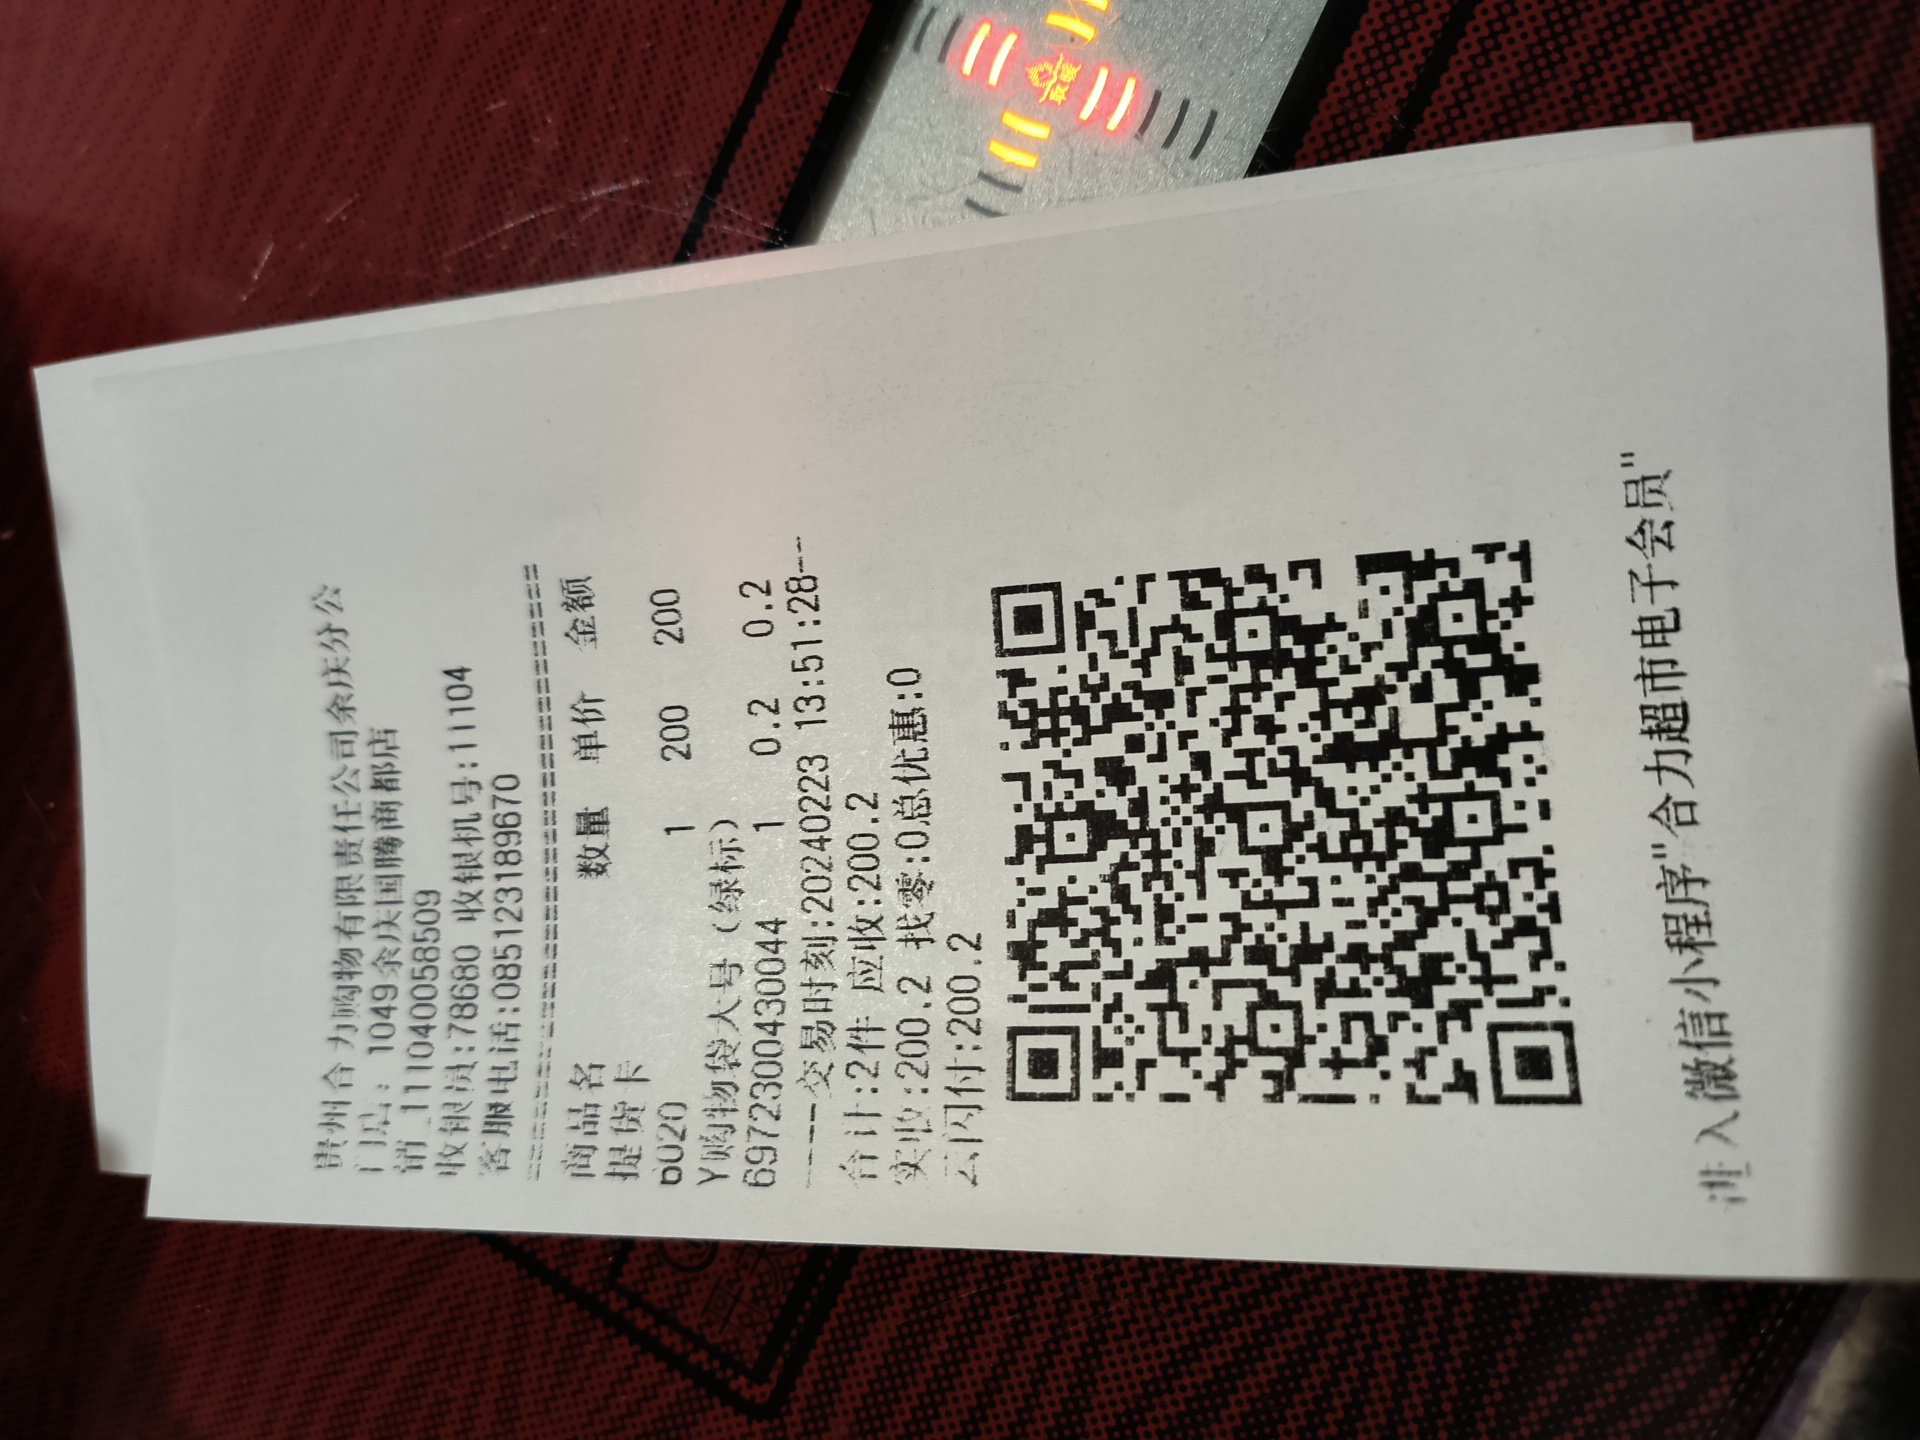 贵州合力购物有限责任公司余庆分公
门店: 1049余庆国腾商都店
销_1110400585509
收银员:78680 收银机号:11104
客服电话:085123189670
商品名 数量 单价 金额
提货卡
6020 1 200 200
Y购物袋大号（绿标）
6972300430044 1 0.2 0.2
----交易时刻:20240223 13:51:28---
合计:2件 应收:200.2
实收:200.2 找零:0总优惠:0
云闪付:200.2
进入微信小程序"合力超市电子会员"